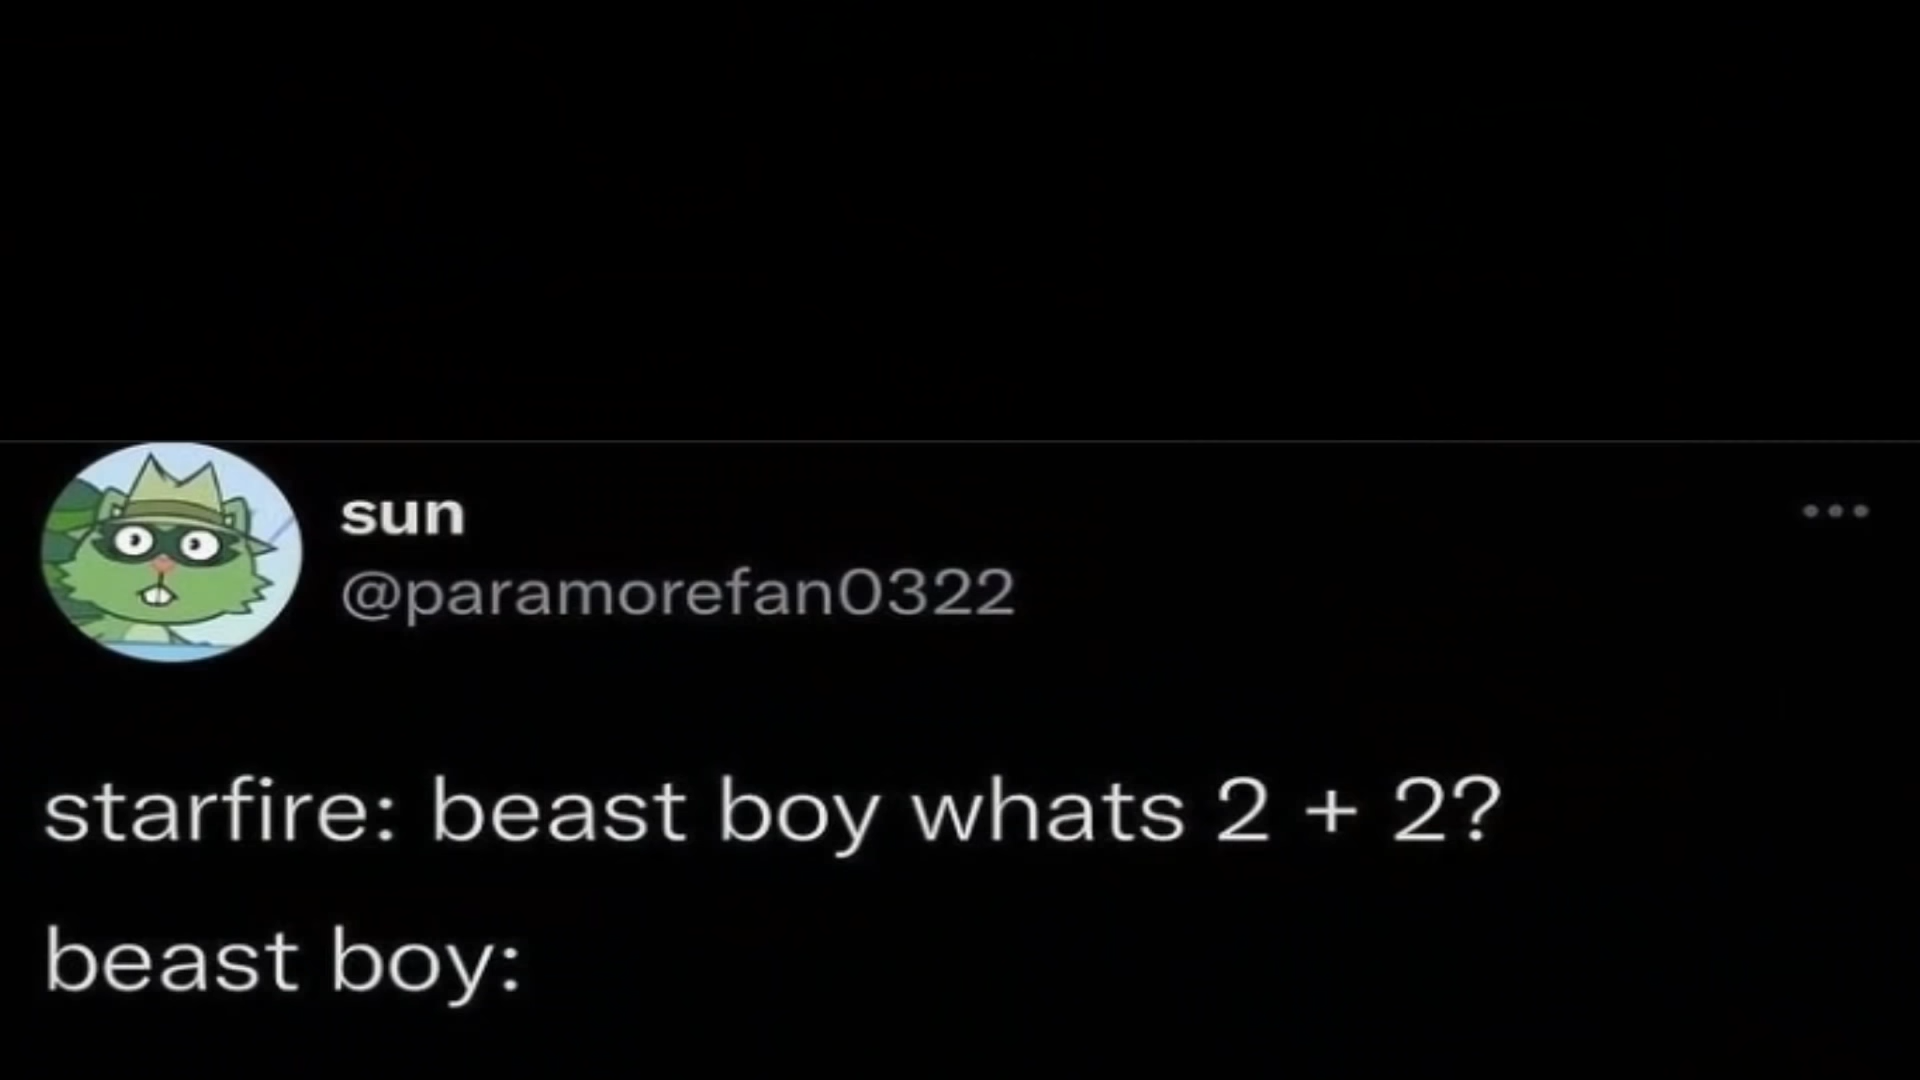 sun
@paramorefan0322
starfire: beast boy whats 2 + 2?
beast boy: